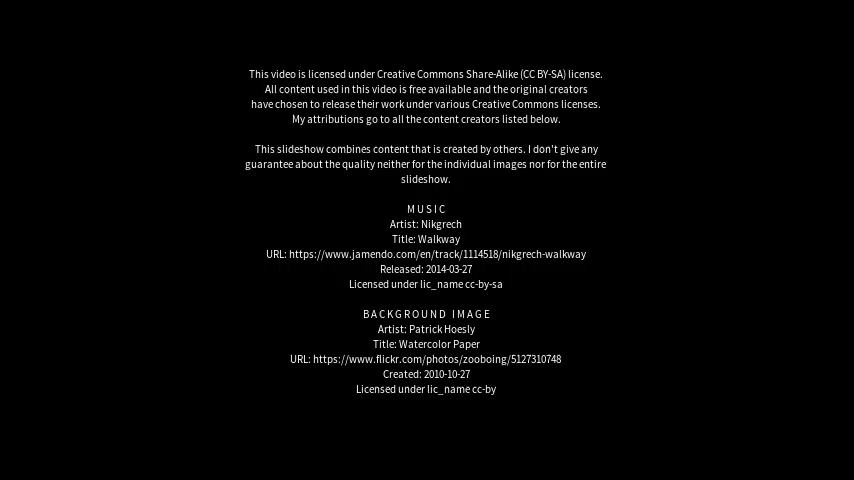 This video is licensed under Creative Commons Share-Alike (CC BY-SA) license.
All content used in this video is free available and the original creators
have chosen to release their work under various Creative Commons licenses.
My attributions go to all the content creators listed below.
This slideshow combines content that is created by others. I don't give any
guarantee about the quality neither for the individual images nor for the entire
slideshow.
MUSIC
Artist: Nikgrech
Title: Walkway
URL: https://www.jamendo.com/en/track/1114518/nikgrech-walkway
Released: 2014-03-27
Licensed under lic_name cc-by-sa
BACKGROUND IMAGE
Artist: Patrick Hoesly
Title: Watercolor Paper
URL: https://www.flickr.com/photos/zooboing/5127310748
Created: 2010-10-27
Licensed under lic_name cc-by